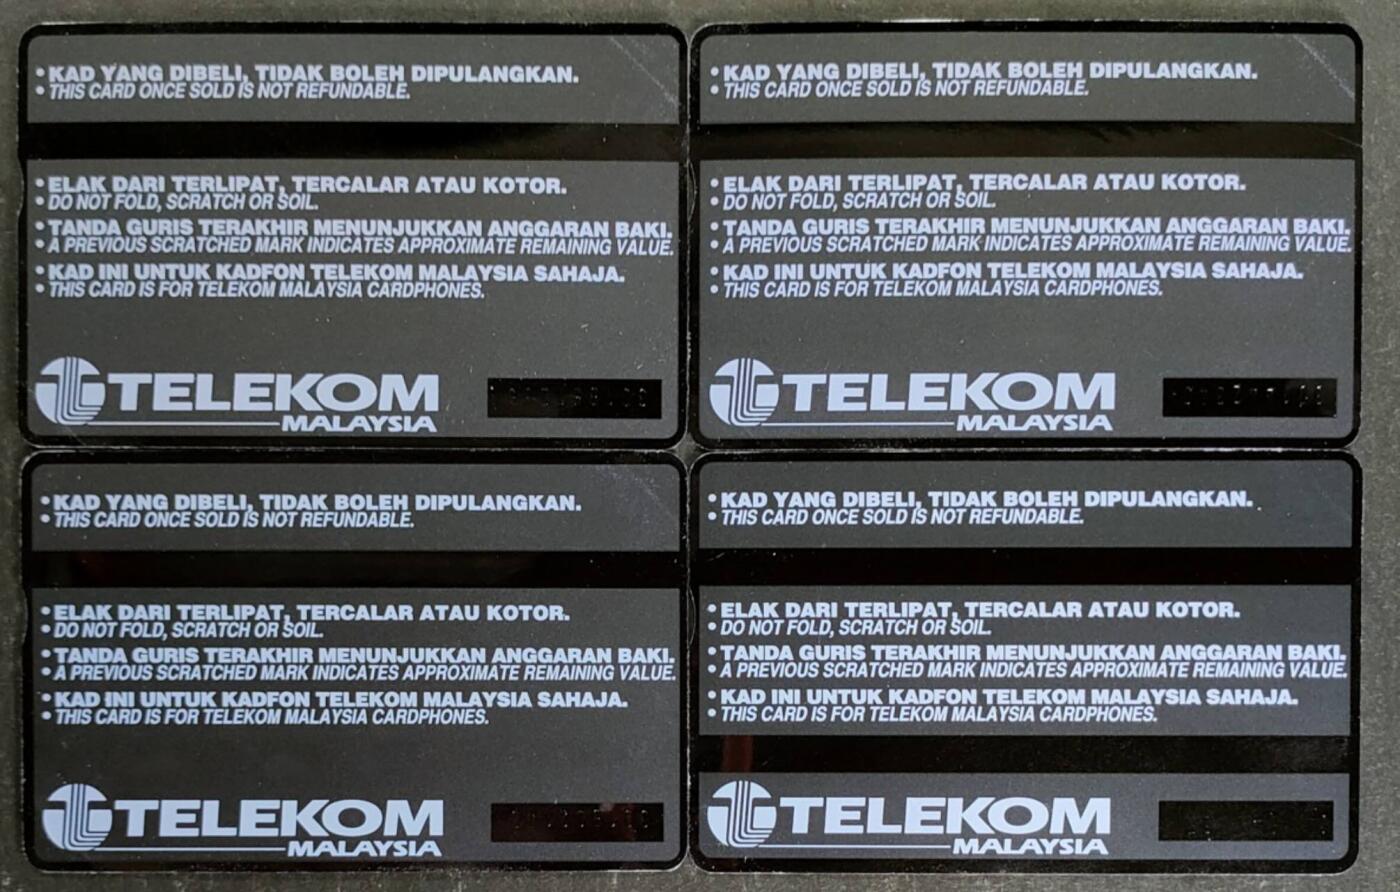 • KAD YANG DIBELI, TIDAK BOLEH DIPULANGKAN.
• THIS CARD ONCE SOLD IS NOT REFUNDABLE.
• ELAK DARI TERLIPAT, TERCALAR ATAU KOTOR.
• DO NOT FOLD, SCRATCH OR SOIL.
• TANDA GURIS TERAKHIR MENUNJUKKAN ANGGARAN BAKI.
• A PREVIOUS SCRATCHED MARK INDICATES APPROXIMATE REMAINING VALUE.
• KAD INI UNTUK KADFON TELEKOM MALAYSIA SAHAJA.
• THIS CARD IS FOR TELEKOM MALAYSIA CARDPHONES.
TELEKOM
MALAYSIA
• KAD YANG DIBELI, TIDAK BOLEH DIPULANGKAN.
• THIS CARD ONCE SOLD IS NOT REFUNDABLE.
• ELAK DARI TERLIPAT, TERCALAR ATAU KOTOR.
• DO NOT FOLD, SCRATCH OR SOIL.
• TANDA GURIS TERAKHIR MENUNJUKKAN ANGGARAN BAKI.
• A PREVIOUS SCRATCHED MARK INDICATES APPROXIMATE REMAINING VALUE.
• KAD INI UNTUK KADFON TELEKOM MALAYSIA SAHAJA.
• THIS CARD IS FOR TELEKOM MALAYSIA CARDPHONES.
TELEKOM
MALAYSIA
• KAD YANG DIBELI, TIDAK BOLEH DIPULANGKAN.
• THIS CARD ONCE SOLD IS NOT REFUNDABLE.
• ELAK DARI TERLIPAT, TERCALAR ATAU KOTOR.
• DO NOT FOLD, SCRATCH OR SOIL.
• TANDA GURIS TERAKHIR MENUNJUKKAN ANGGARAN BAKI.
• A PREVIOUS SCRATCHED MARK INDICATES APPROXIMATE REMAINING VALUE.
• KAD INI UNTUK KADFON TELEKOM MALAYSIA SAHAJA.
• THIS CARD IS FOR TELEKOM MALAYSIA CARDPHONES.
TELEKOM
MALAYSIA
• KAD YANG DIBELI, TIDAK BOLEH DIPULANGKAN.
• THIS CARD ONCE SOLD IS NOT REFUNDABLE.
• ELAK DARI TERLIPAT, TERCALAR ATAU KOTOR.
• DO NOT FOLD, SCRATCH OR SOIL.
• TANDA GURIS TERAKHIR MENUNJUKKAN ANGGARAN BAKI.
• A PREVIOUS SCRATCHED MARK INDICATES APPROXIMATE REMAINING VALUE.
• KAD INI UNTUK KADFON TELEKOM MALAYSIA SAHAJA.
• THIS CARD IS FOR TELEKOM MALAYSIA CARDPHONES.
TELEKOM
MALAYSIA